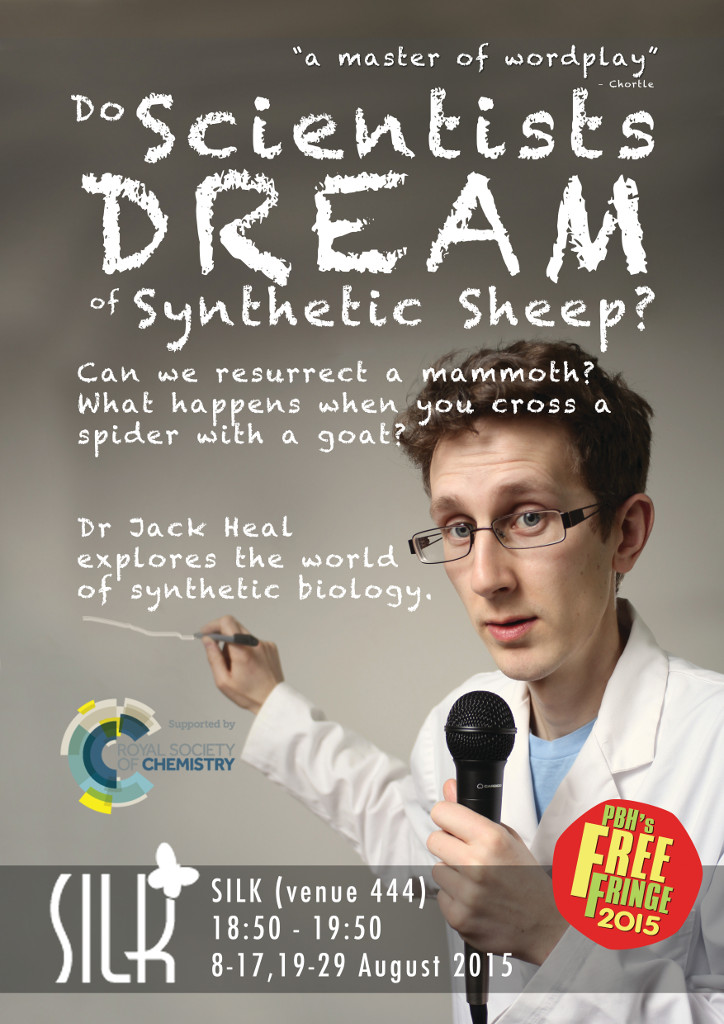 "a master of wordplay"
- Chortle
Do Scientists
DREAM
of Synthetic Sheep?
Can we resurrect a mammoth?
What happens when you cross a
spider with a goat?
Dr Jack Heal
explores the world
of synthetic biology.
Supported by
ROYAL SOCIETY
OF CHEMISTRY
PBH's
FREE
FRINGE
2015
SILK
SILK (venue 444)
18:50 - 19:50
8-17,19-29 August 2015